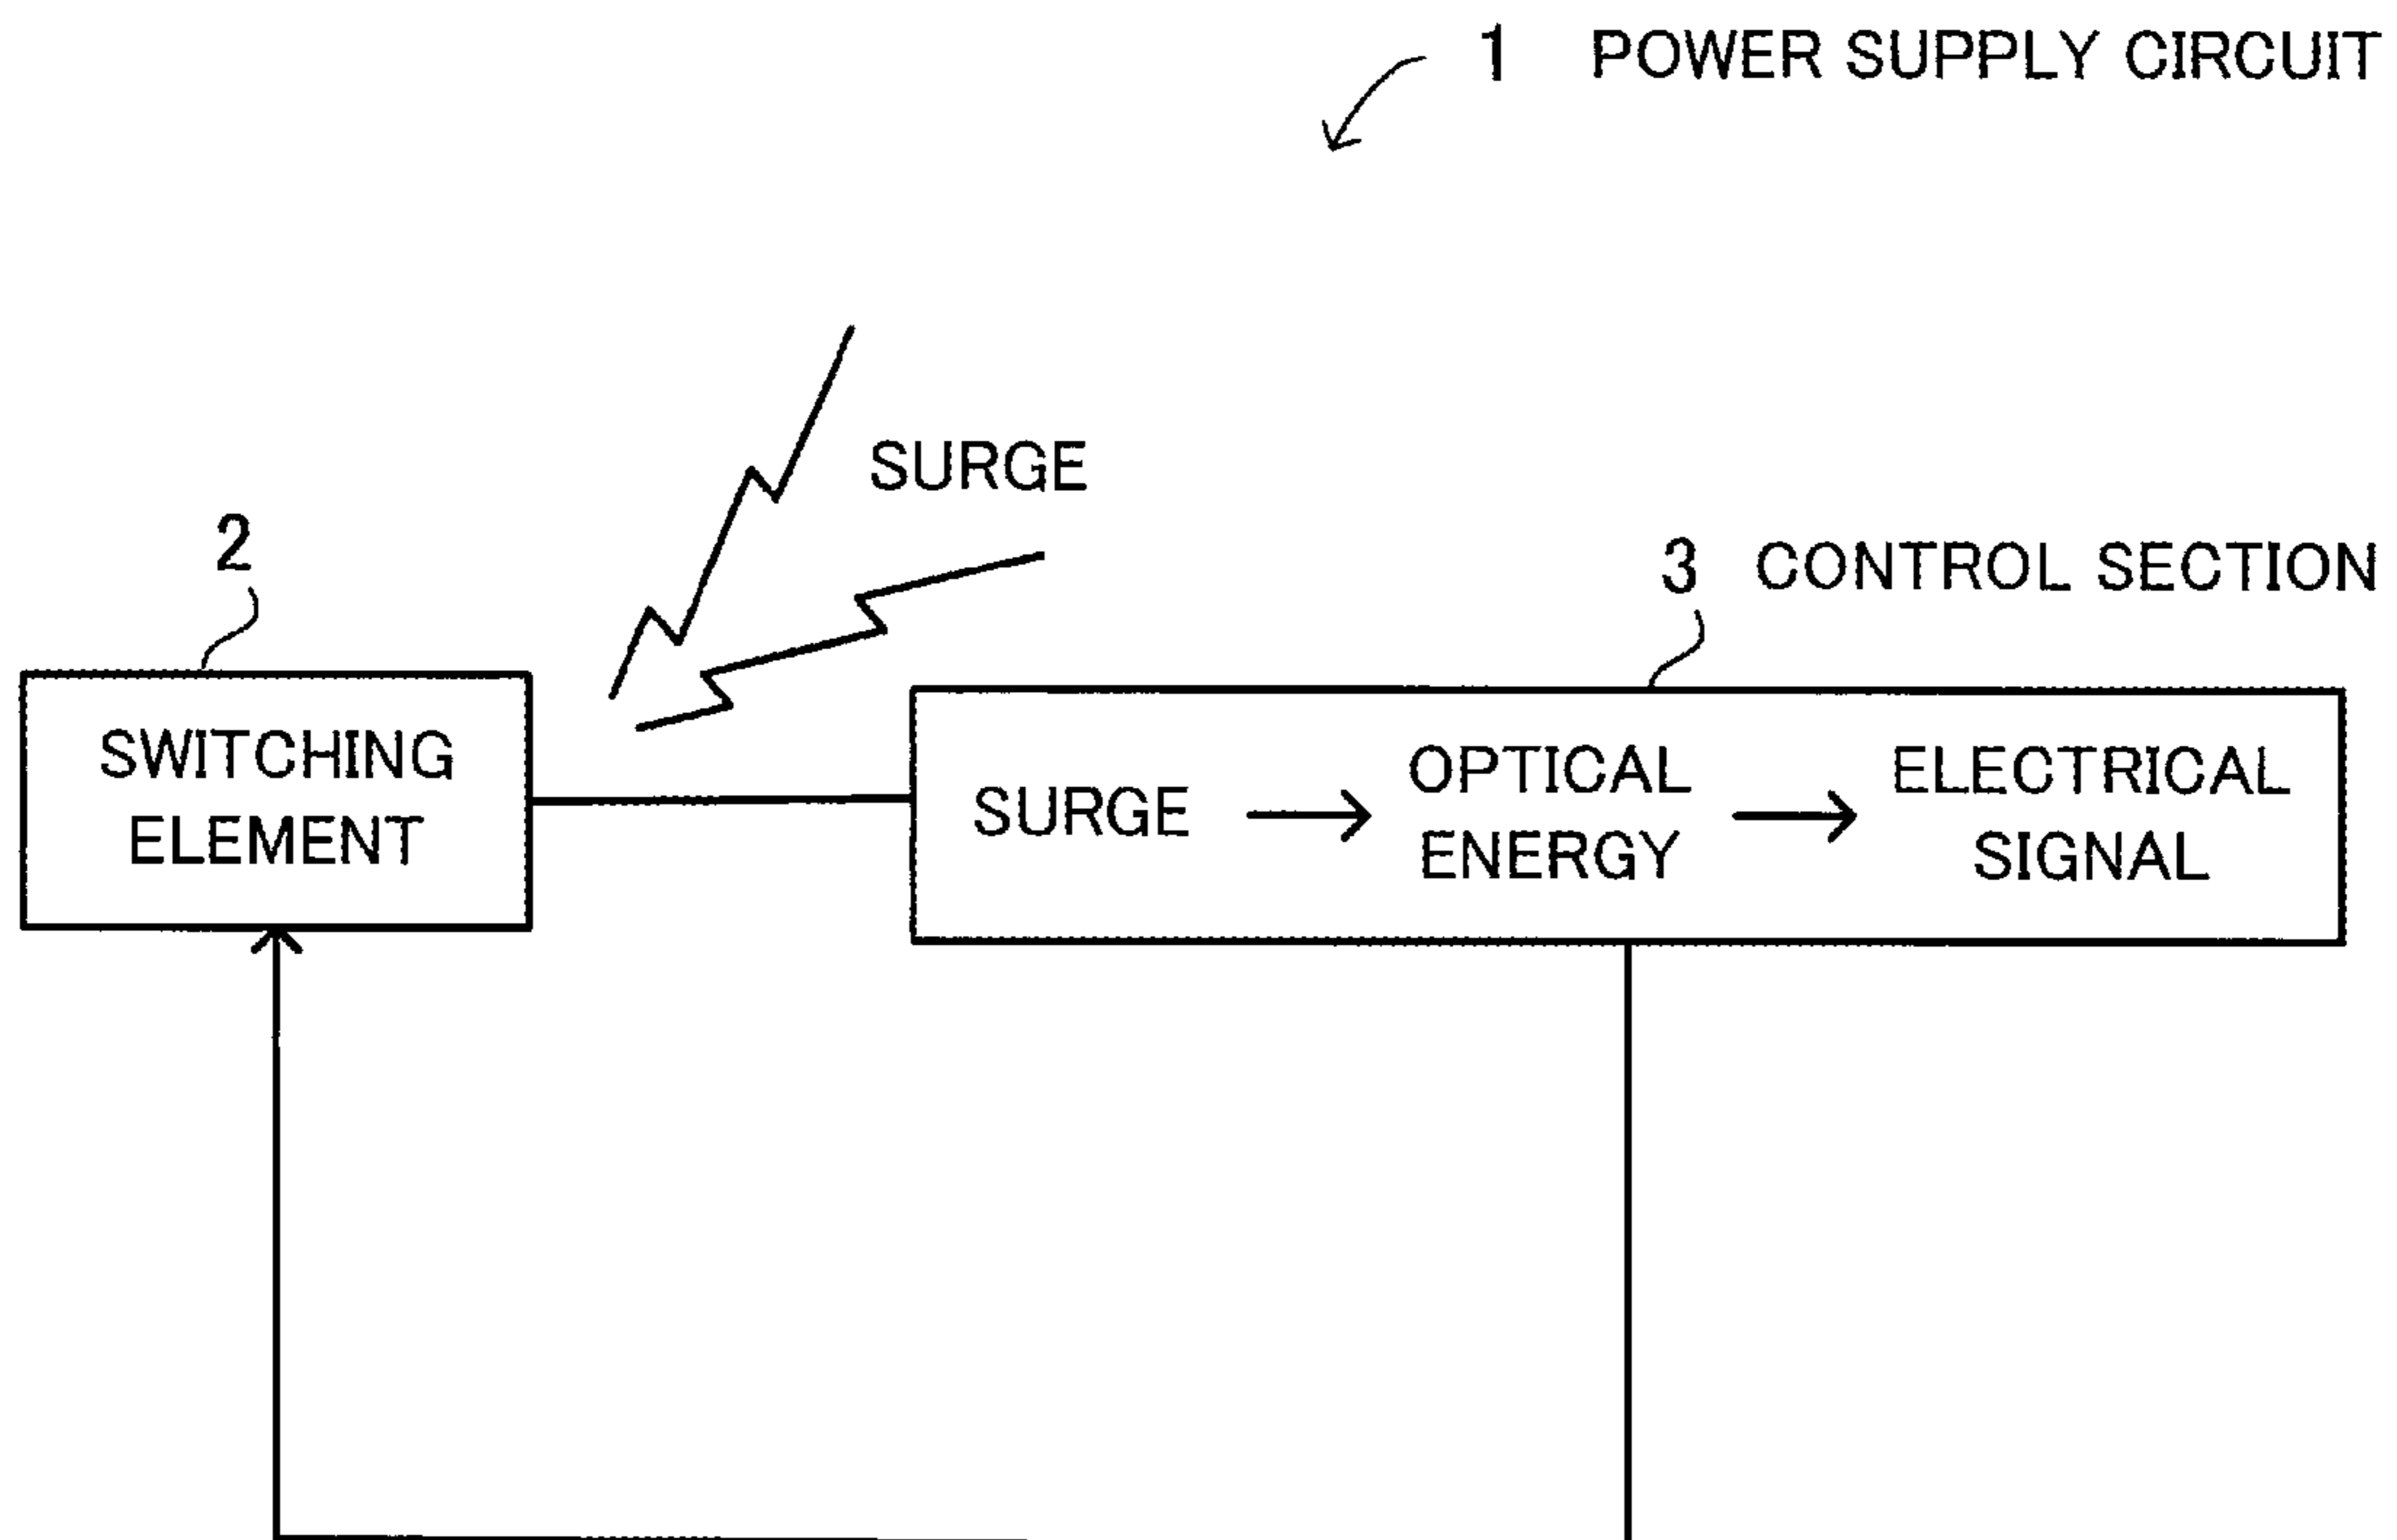 1 POWER SUPPLY CIRCUIT
SURGE
2
3 CONTROL SECTION
SWITCHING
ELEMENT
SURGE
OPTICAL
ENERGY
ELECTRICAL
SIGNAL